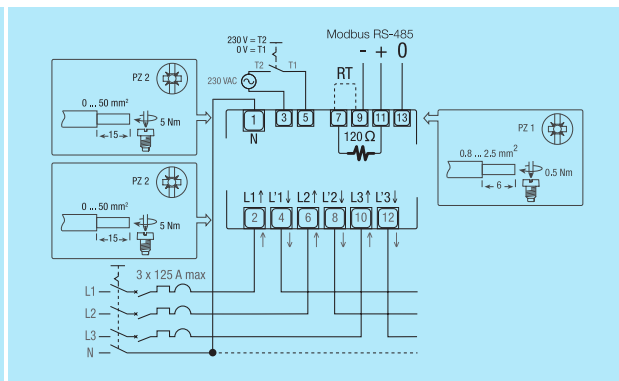 230 V = T2
0 V = T1
Modbus RS-485
- + 0
PZ 2
T2 T1
RT
230 VAC
0 ... 50 mm²
15
5 Nm
1 3 5 7 9 11 13
N
120 Ω
PZ 1
0.8 ... 2.5 mm²
6
0.5 Nm
PZ 2
0 ... 50 mm²
15
5 Nm
L1↑ L'1↓ L2↑ L'2↓ L3↑ L'3↓
2 4 6 8 10 12
3 x 125 A max
L1
L2
L3
N